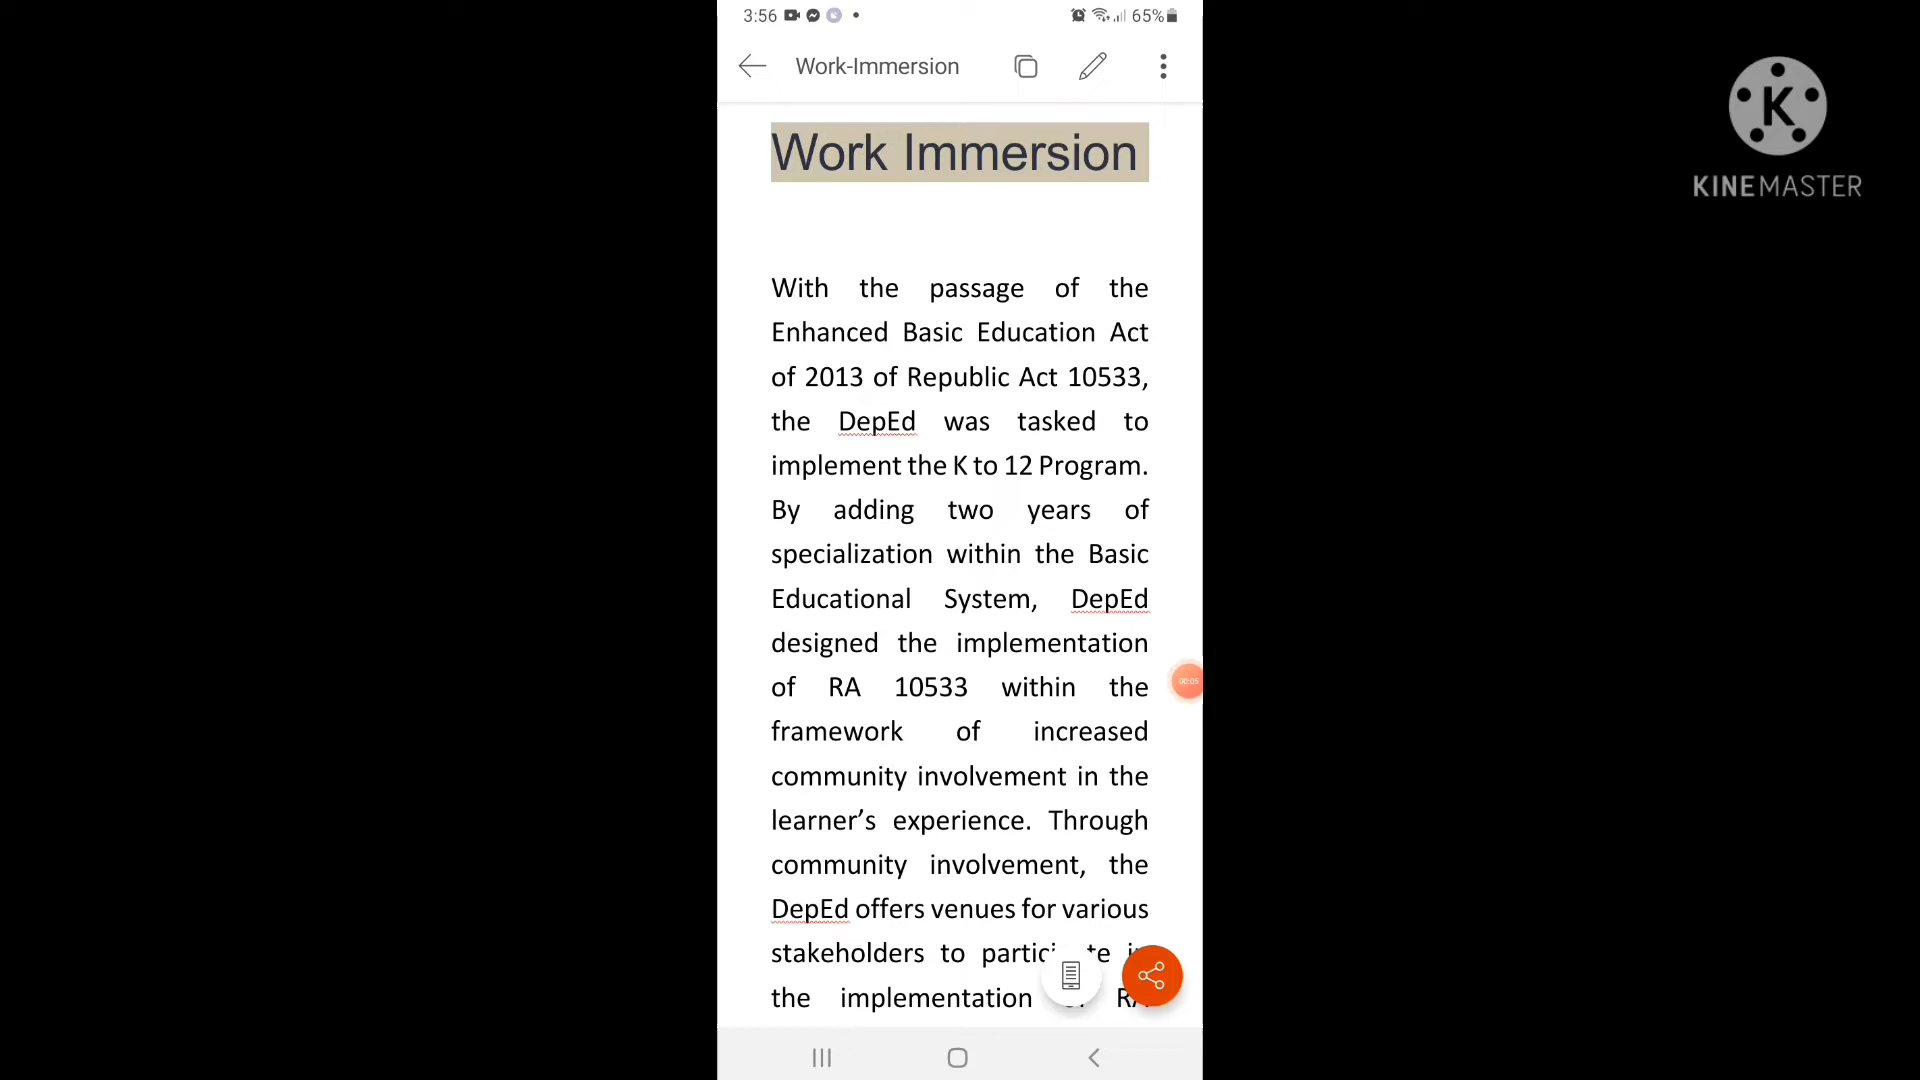 3:56
65%
Work-Immersion
KINEMASTER
K
Work Immersion
With the passage of the
Enhanced Basic Education Act
of 2013 of Republic Act 10533,
the DepEd was tasked to
implement the K to 12 Program.
By adding two years of
specialization within the Basic
Educational System, DepEd
designed the implementation
of RA 10533 within the
00:05
framework of increased
community involvement in the
learner’s experience. Through
community involvement, the
DepEd offers venues for various
stakeholders to
the implementation